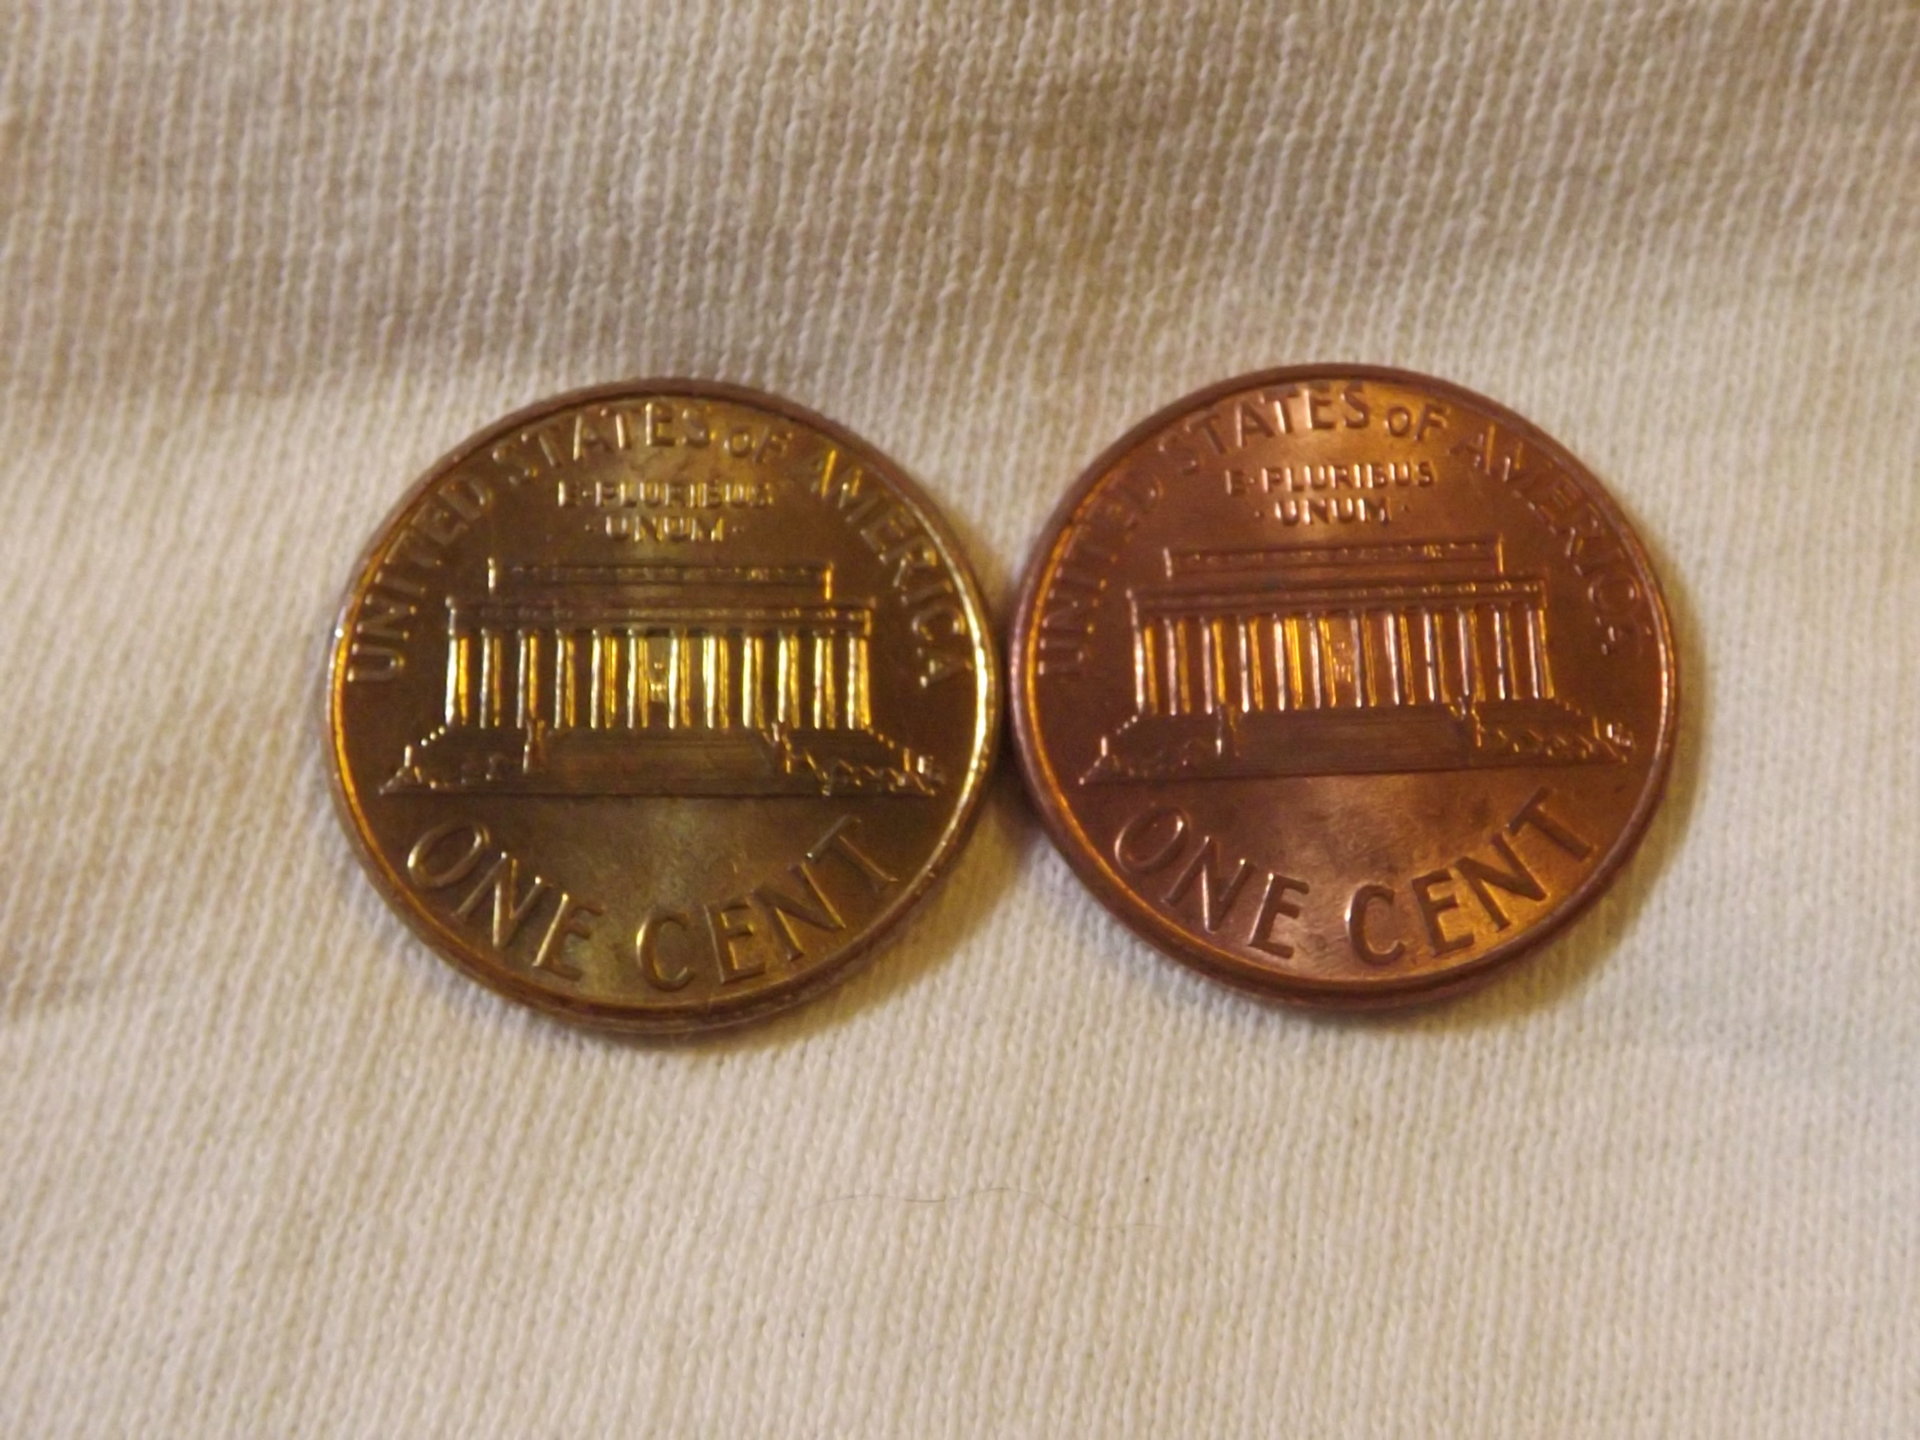 UNITED STATES OF AMERICA
E·PLURIBUS
·UNUM·
ONE CENT
UNITED STATES OF AMERICA
E·PLURIBUS
·UNUM·
ONE CENT